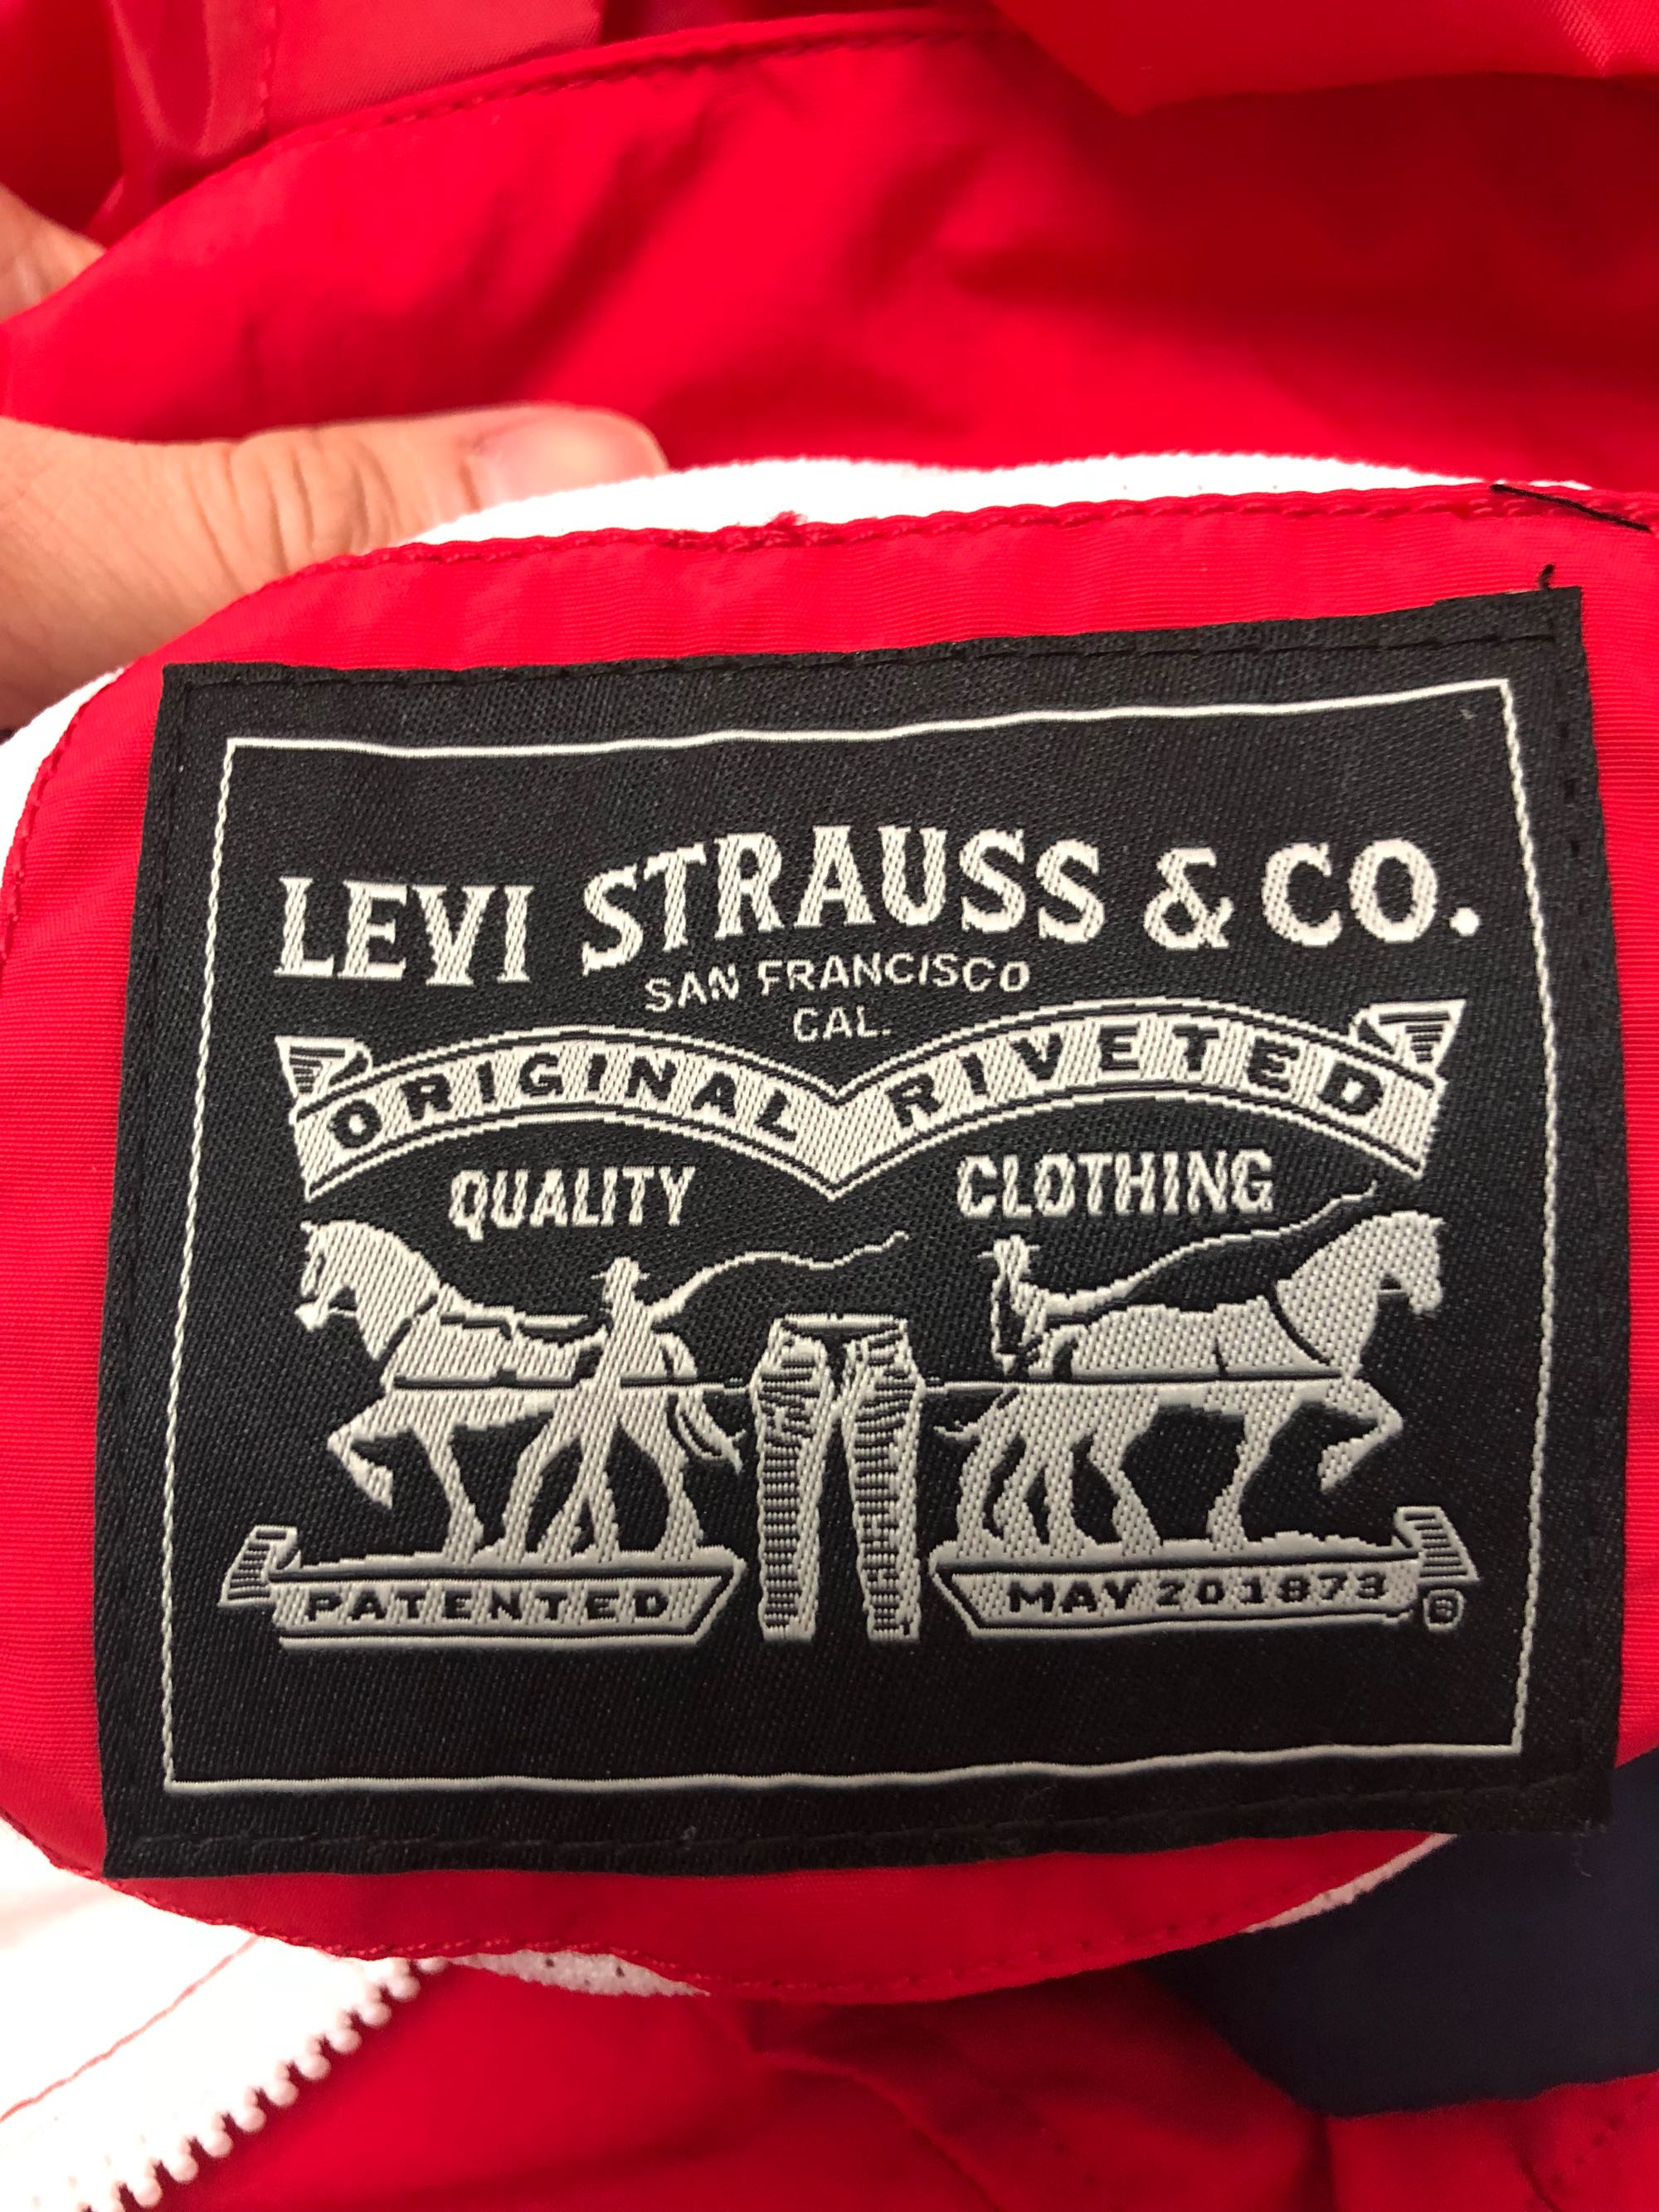 LEVI STRAUSS & CO.
SAN FRANCISCO
CAL.
ORIGINAL RIVETED
QUALITY CLOTHING
PATENTED MAY 20 1873 ®